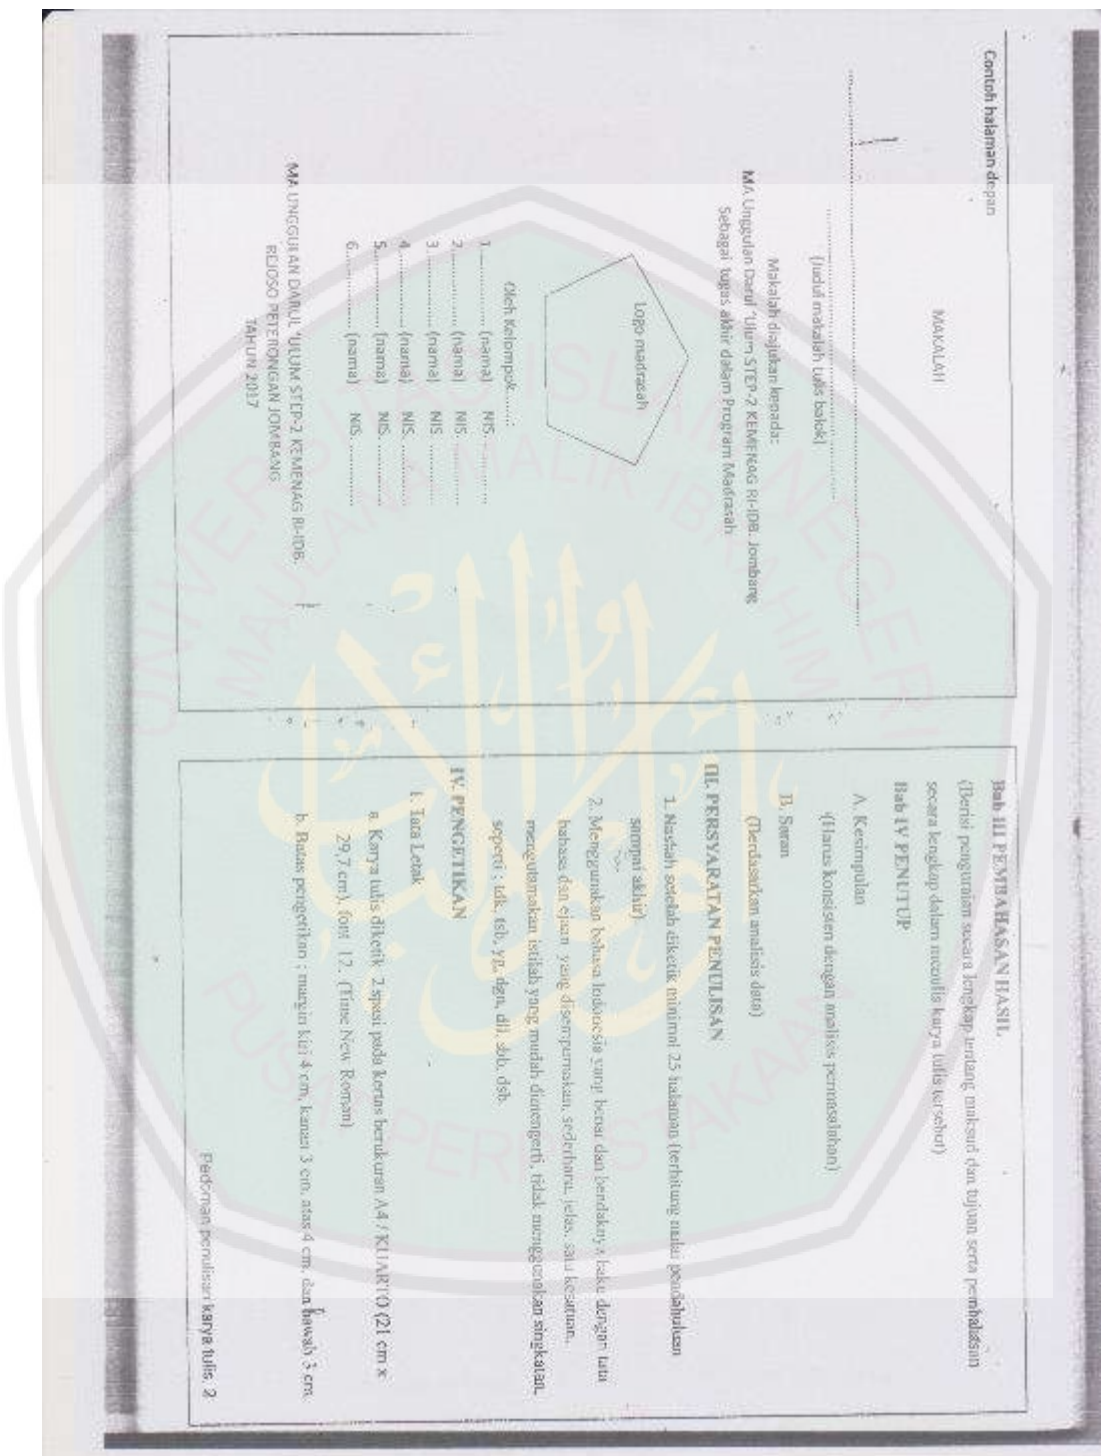 Contoh halaman depan
MAKALAH
(Judul makalah tulis balok)
Makalah diajukan kepada:
MA Unggulan Darul 'Ulum STEP-2 KEMENAG RI-IDB. Jombang
Sebagai tugas akhir dalam Program Madrasah
Logo madrasah
Oleh Kelompok........:
1................ (nama) NIS. ............
2................ (nama) NIS. ............
3................ (nama) NIS. ............
4................ (nama) NIS. ............
5................ (nama) NIS. ............
6................ (nama) NIS. ............
MA UNGGULAN DARUL 'ULUM STEP-2 KEMENAG RI-IDB.
REJOSO PETERONGAN JOMBANG
TAHUN 2017
Bab III PEMBAHASAN HASIL
(Berisi penguraian secara lengkap tentang maksud dan tujuan serta pembahasan
secara lengkap dalam menulis karya tulis tersebut)
Bab IV PENUTUP
A. Kesimpulan
(Harus konsisten dengan analisis permasalahan)
B. Saran
(Berdasarkan analisis data)
III. PERSYARATAN PENULISAN
1. Naskah setelah diketik minimal 25 halaman (terhitung mulai pendahuluan
sampai akhir)
2. Menggunakan bahasa Indonesia yang benar dan hendaknya baku dengan tata
bahasa dan ejaan yang disempurnakan, sederhana, jelas, satu kesatuan,
mengutamakan istilah yang mudah dimengerti, tidak menggunakan singkatan,
seperti : tdk, tsb, yg, dgn, dll, sbb, dsb.
IV. PENGETIKAN
1. Tata Letak
a. Karya tulis diketik 2 spasi pada kertas berukuran A4 / KUARTO (21 cm x
29,7 cm), font 12. (Time New Roman)
b. Batas pengetikan : margin kiri 4 cm, kanan 3 cm, atas 4 cm, dan bawah 3 cm.
Pedoman penulisan karya tulis. 2
UNIVERSITAS ISLAM NEGERI
MAULANA MALIK IBRAHIM
PUSAT PERPUSTAKAAN